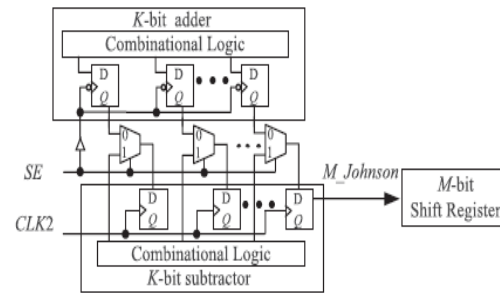 K-bit adder
Combinational Logic
D D D
Q Q Q
0 0 0
1 1 1
SE
M_Johnson
M-bit
Shift Register
D D D
CLK2
Q Q Q
Combinational Logic
K-bit subtractor